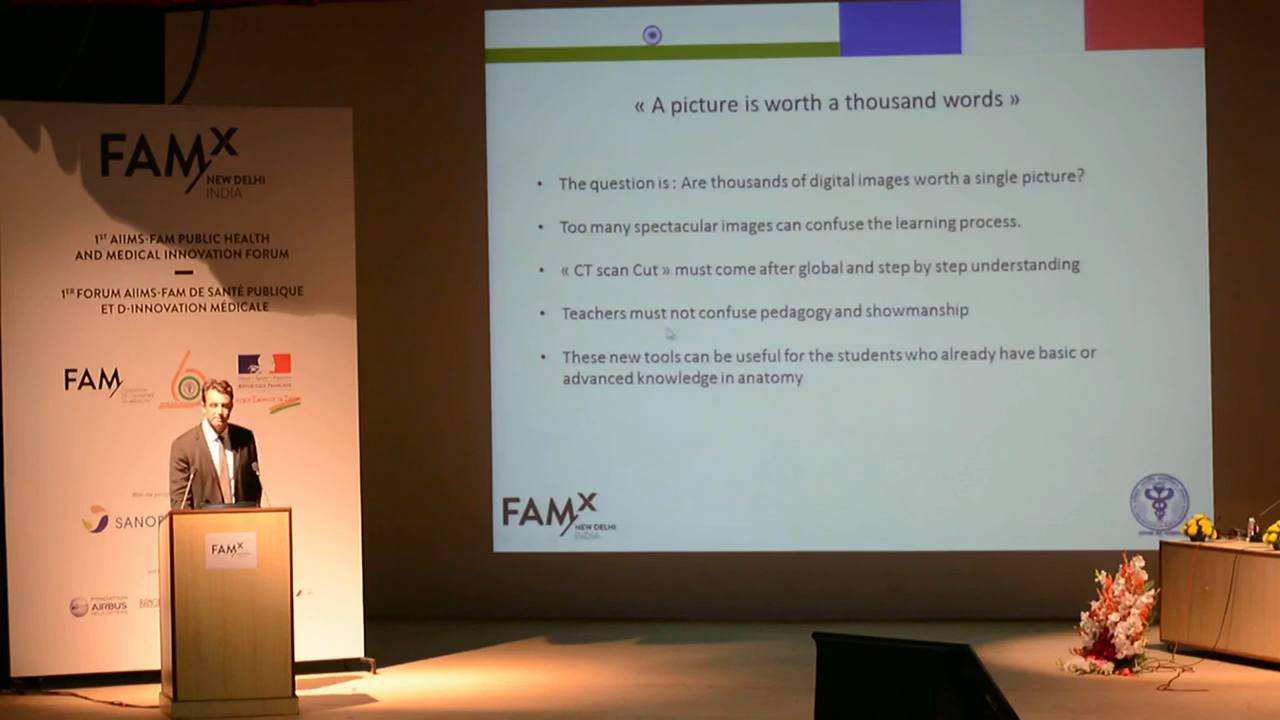 FAMX
NEW DELHI
INDIA
1ST AIIMS-FAM PUBLIC HEALTH
AND MEDICAL INNOVATION FORUM
1ER FORUM AIIMS-FAM DE SANTÉ PUBLIQUE
ET D-INNOVATION MÉDICALE
FAM
SANOF
FONDATION
AIRBUS
HELICOPTERS
FAMX
« A picture is worth a thousand words »
• The question is : Are thousands of digital images worth a single picture?
• Too many spectacular images can confuse the learning process.
• « CT scan Cut » must come after global and step by step understanding
• Teachers must not confuse pedagogy and showmanship
• These new tools can be useful for the students who already have basic or
advanced knowledge in anatomy
FAMX
NEW DELHI
INDIA